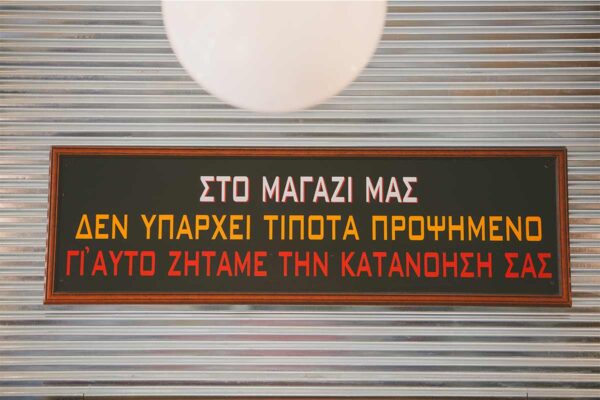 ΣΤΟ ΜΑΓΑΖΙ ΜΑΣ
ΔΕΝ ΥΠΑΡΧΕΙ ΤΙΠΟΤΑ ΠΡΟΨΗΜΕΝΟ
ΓΙ'ΑΥΤΟ ΖΗΤΑΜΕ ΤΗΝ ΚΑΤΑΝΟΗΣΗ ΣΑΣ